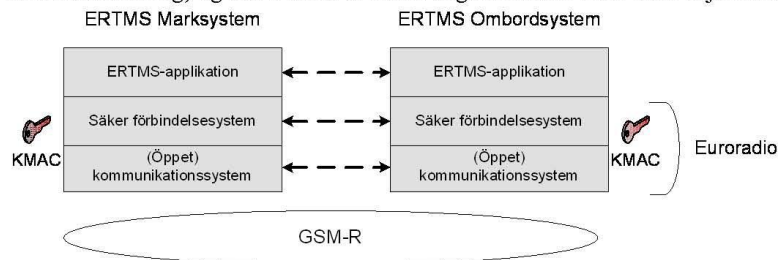 ERTMS Marksystem
ERTMS Ombordsystem
ERTMS-applikation
ERTMS-applikation
Säker förbindelsesystem
Säker förbindelsesystem
KMAC
KMAC
Euroradio
(Öppet)
kommunikationssystem
(Öppet)
kommunikationssystem
GSM-R